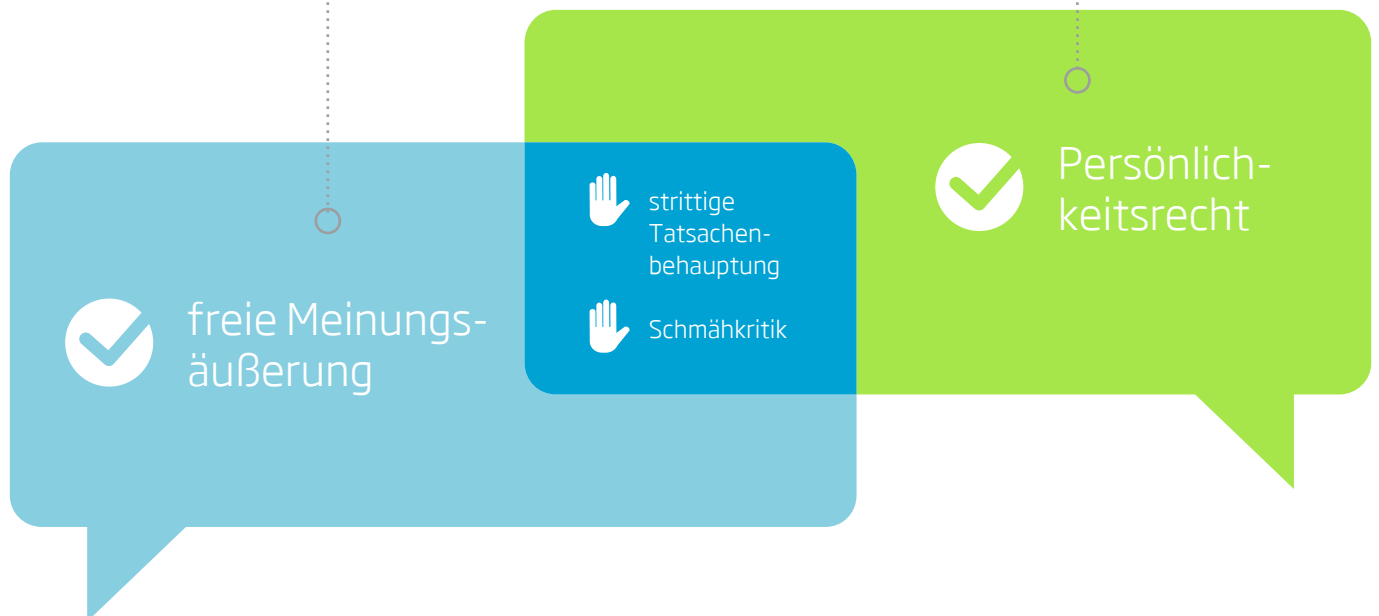 freie Meinungs-
äußerung
strittige
Tatsachen-
behauptung
Schmähkritik
Persönlich-
keitsrecht